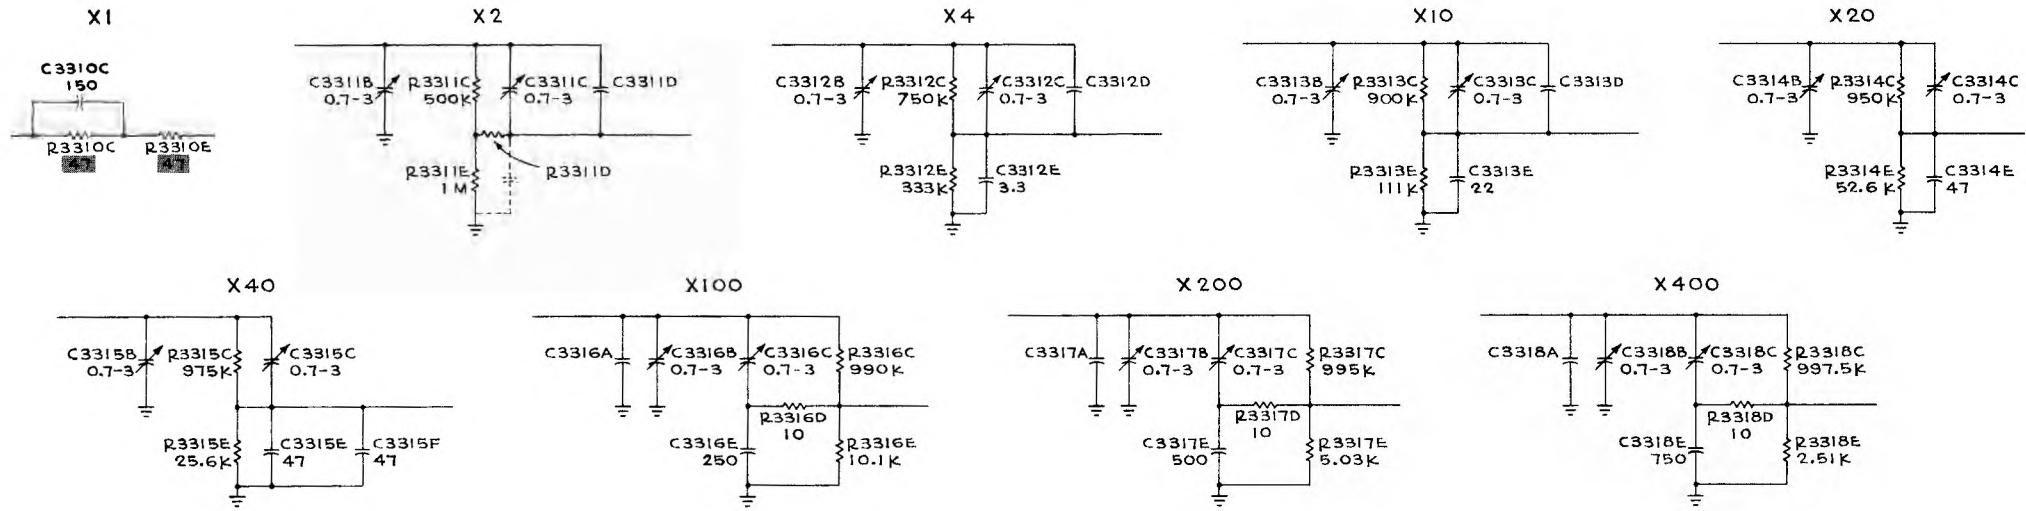 X1
C3310C
150
R3310C
47
R3310E
47
X2
C3311B
0.7-3
R3311C
500K
C3311C
0.7-3
C3311D
R3311E
1M
R3311D
X4
C3312B
0.7-3
R3312C
750K
C3312C
0.7-3
C3312D
R3312E
333K
C3312E
3.3
X10
C3313B
0.7-3
R3313C
900K
C3313C
0.7-3
C3313D
R3313E
111K
C3313E
22
X20
C3314B
0.7-3
R3314C
950K
C3314C
0.7-3
R3314E
52.6K
C3314E
47
X40
C3315B
0.7-3
R3315C
975K
C3315C
0.7-3
R3315E
25.6K
C3315E
47
C3315F
47
X100
C3316A
C3316B
0.7-3
C3316C
0.7-3
R3316C
990K
R3316D
10
C3316E
250
R3316E
10.1K
X200
C3317A
C3317B
0.7-3
C3317C
0.7-3
R3317C
995K
R3317D
10
C3317E
500
R3317E
5.03K
X400
C3318A
C3318B
0.7-3
C3318C
0.7-3
R3318C
997.5K
R3318D
10
C3318E
750
R3318E
2.51K